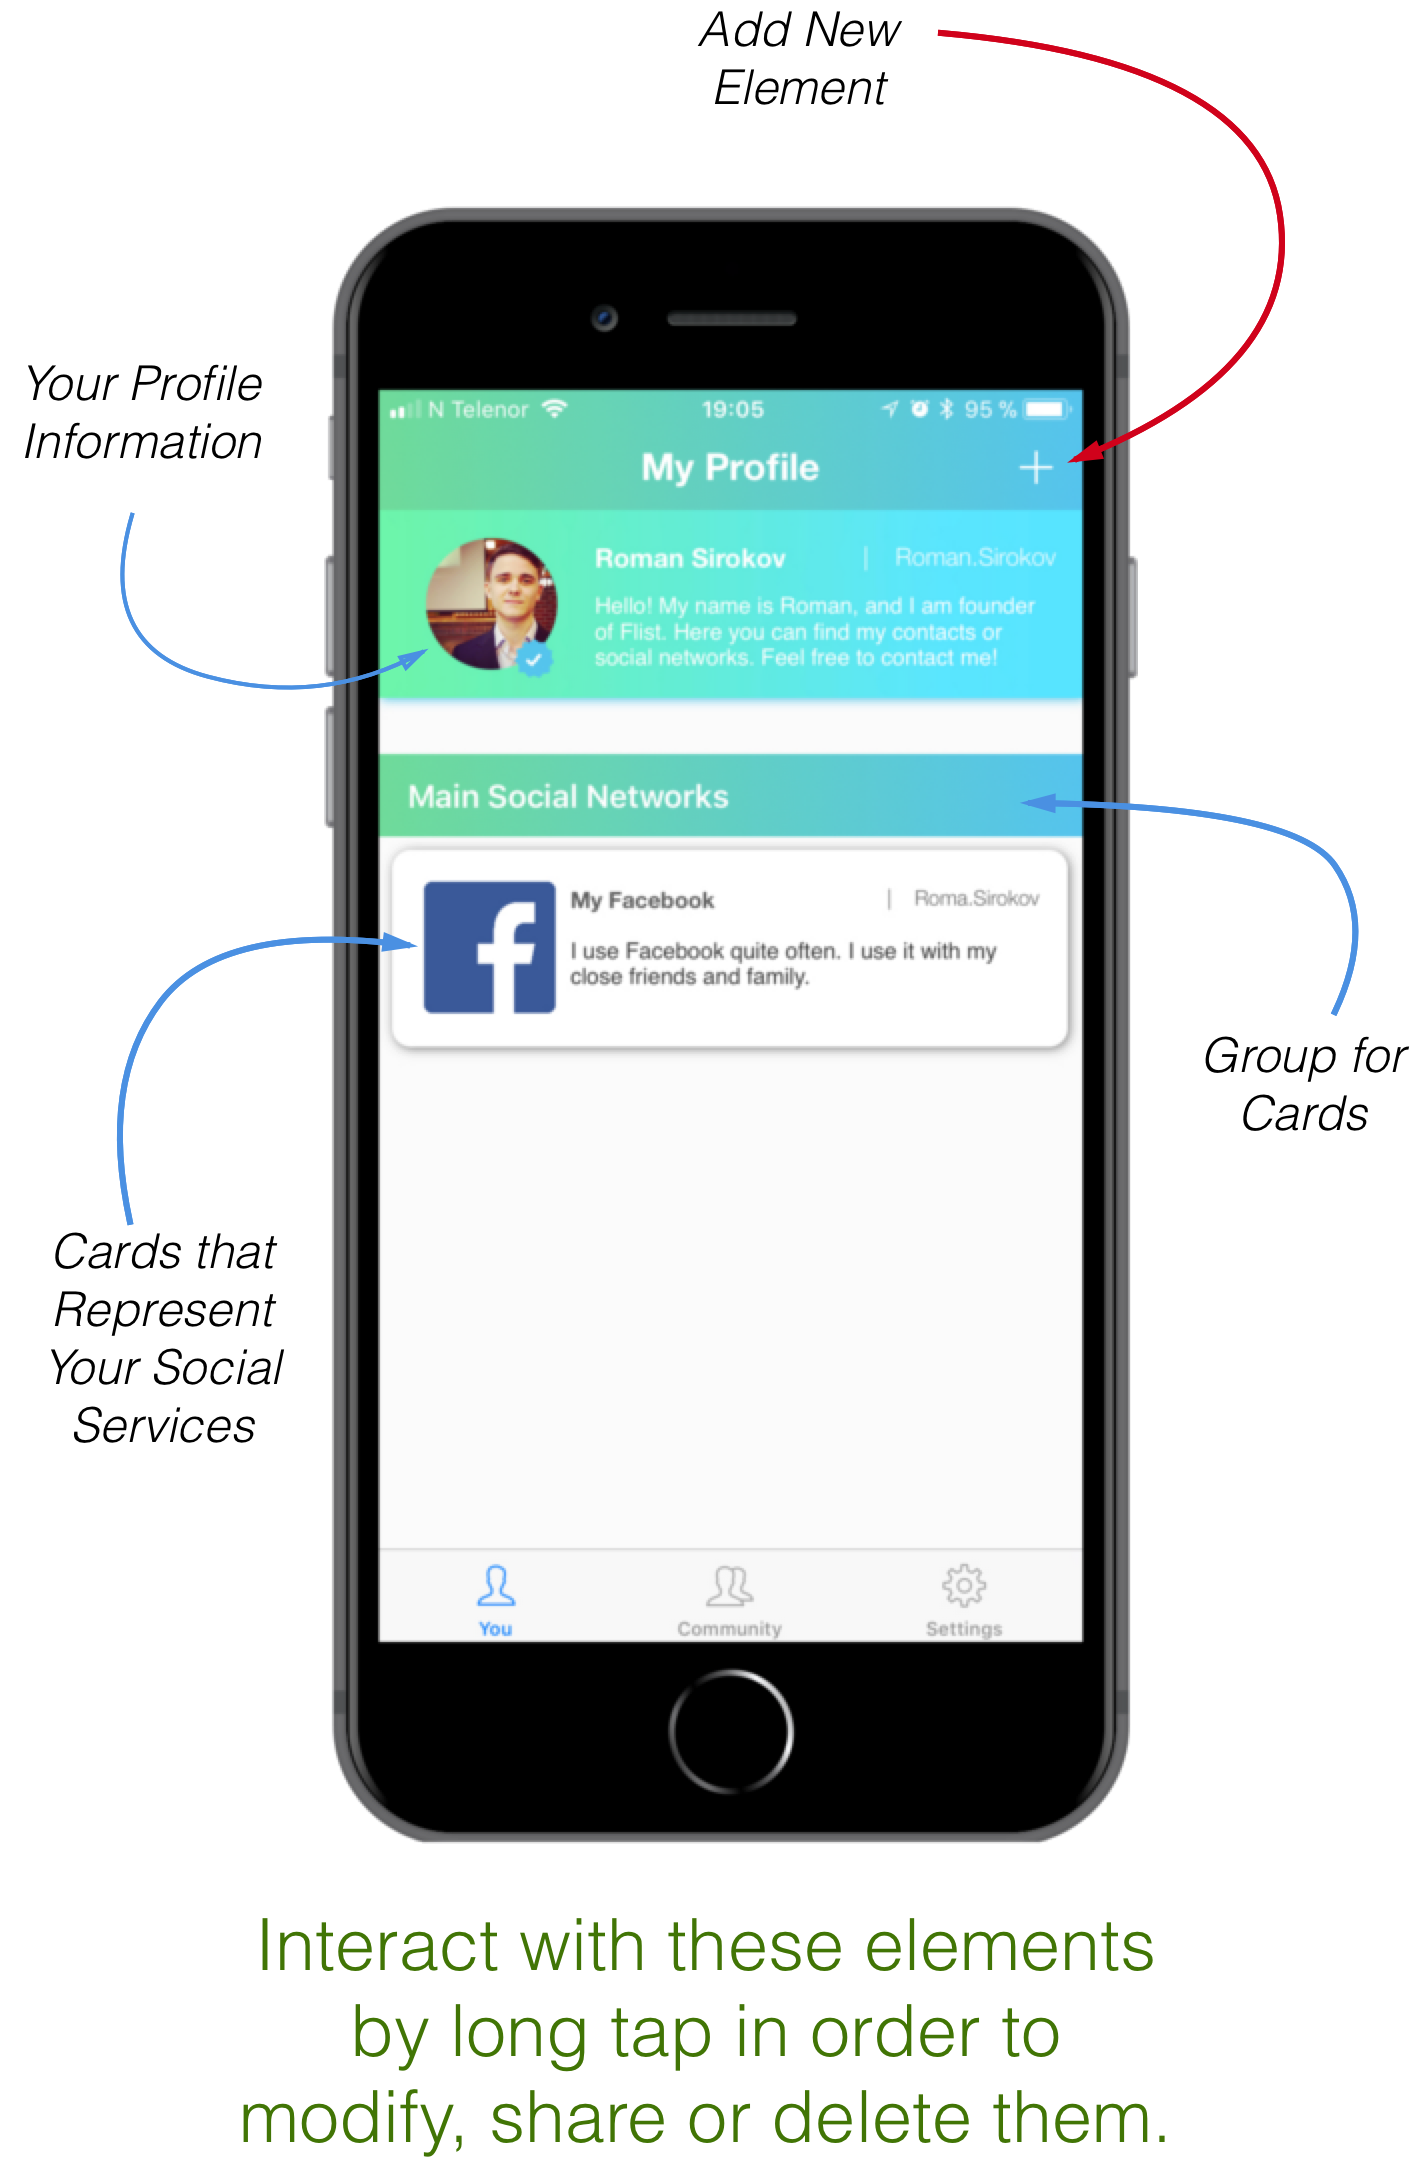 Add New
Element
Your Profile
Information
N Telenor 19:05 95 %
My Profile
Roman Sirokov | Roman.Sirokov
Hello! My name is Roman, and I am founder
of Flist. Here you can find my contacts or
social networks. Feel free to contact me!
Main Social Networks
My Facebook | Roma.Sirokov
I use Facebook quite often. I use it with my
close friends and family.
Group for
Cards
Cards that
Represent
Your Social
Services
You Community Settings
Interact with these elements
by long tap in order to
modify, share or delete them.